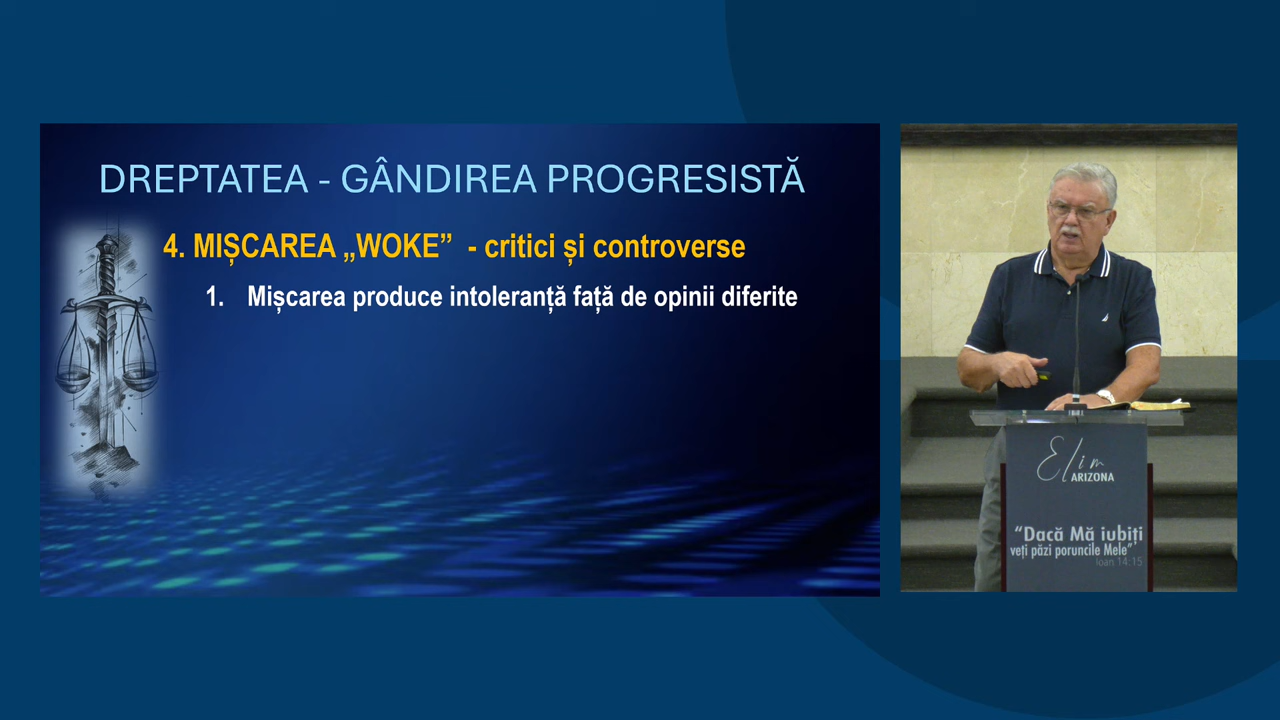 DREPTATEA - GÂNDIREA PROGRESISTĂ
4. MIȘCAREA „WOKE” - critici și controverse
1. Mișcarea produce intoleranță față de opinii diferite
Elim
ARIZONA
“Dacă Mă iubiți
veți păzi poruncile Mele”
Ioan 14:15